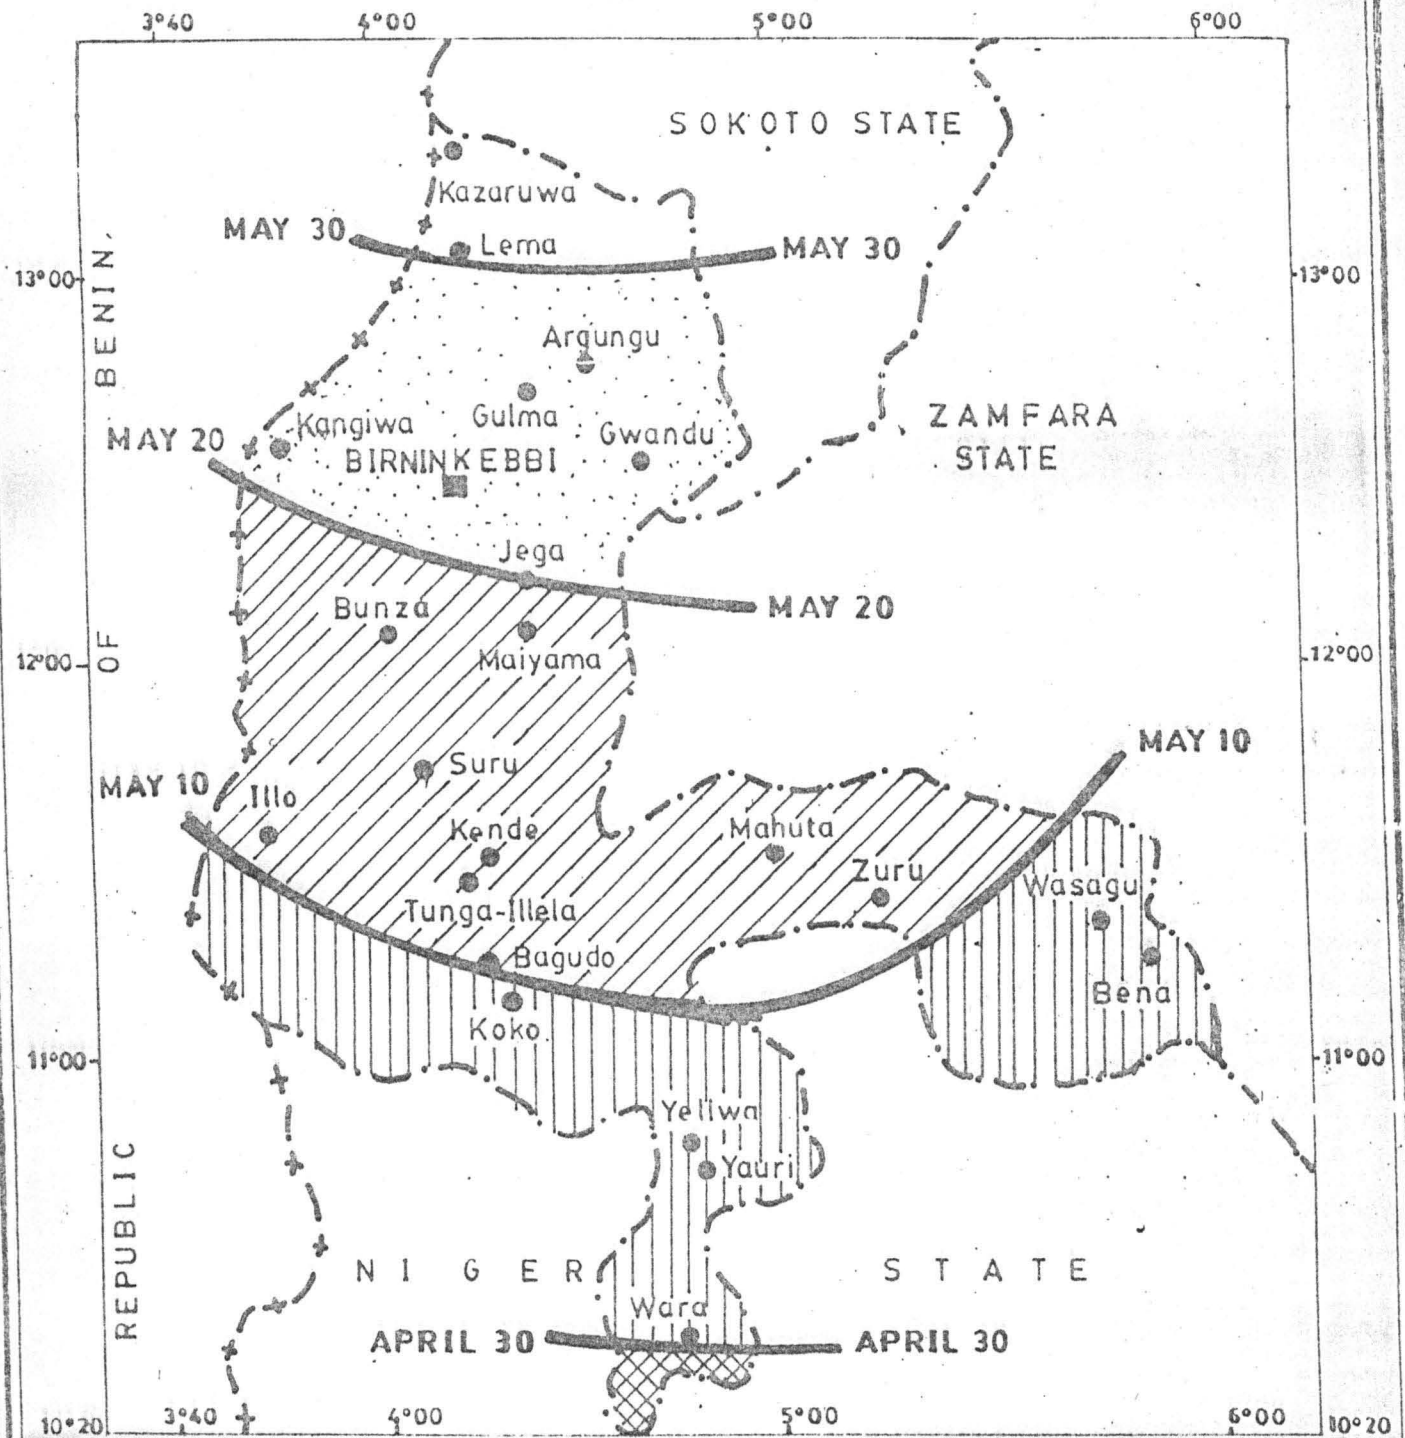 3°40 4°00 5°00 6°00
SOKOTO STATE
Kazaruwa
MAY 30 Lema MAY 30
13°00 13°00
Argungu
Kangiwa Gulma Gwandu
ZAMFARA
STATE
MAY 20 BIRNINKEBBI
Jega
Bunza MAY 20
12°00 Maiyama 12°00
MAY 10
Suru
MAY 10 Illo
Kende Mahuta
Zuru Wasagu
Tunga-Illela
Bagudo
Bena
Koko
11°00 11°00
Yeliwa
Yauri
REPUBLIC OF BENIN.
NIGER STATE
Wara
APRIL 30 APRIL 30
10°20 3°40 4°00 5°00 6°00 10°20